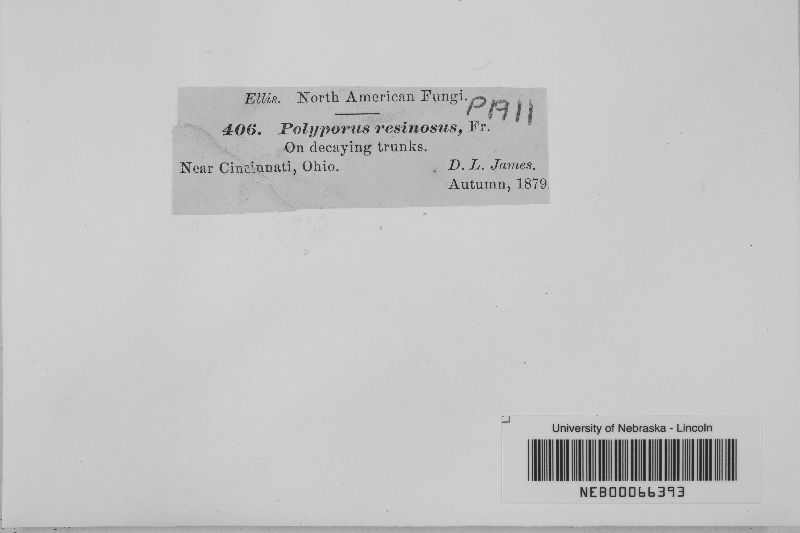 Ellis. North American Fungi.
P1911
406. Polyporus resinosus, Fr.
On decaying trunks.
Near Cincinnati, Ohio. D. L. James.
Autumn, 1879.
University of Nebraska - Lincoln
NEB00066393